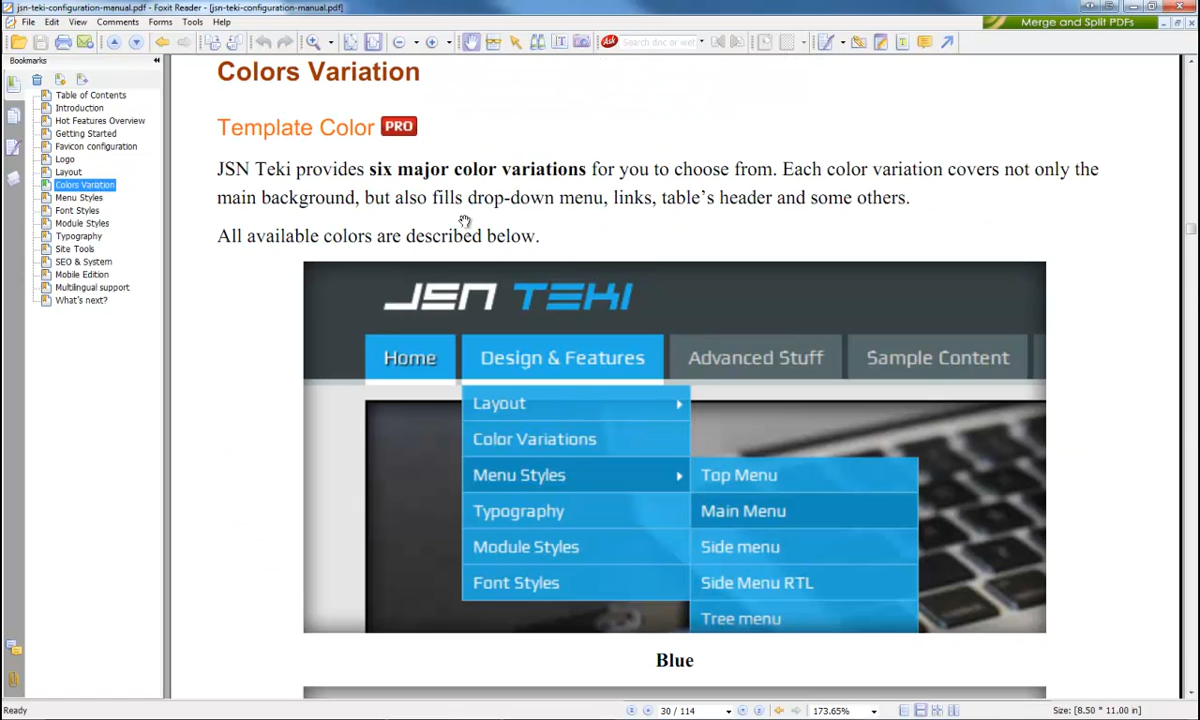 jsn-teki-configuration-manual.pdf - Foxit Reader - [jsn-teki-configuration-manual.pdf]
File Edit View Comments Forms Tools Help
Merge and Split PDFs
Ask Search doc or web
Bookmarks
Table of Contents
Introduction
Hot Features Overview
Getting Started
Favicon configuration
Logo
Layout
Colors Variation
Menu Styles
Font Styles
Module Styles
Typography
Site Tools
SEO & System
Mobile Edition
Multilingual support
What's next?
Colors Variation
Template Color PRO
JSN Teki provides six major color variations for you to choose from. Each color variation covers not only the
main background, but also fills drop-down menu, links, table's header and some others.
All available colors are described below.
JSN TEKI
Home Design & Features Advanced Stuff Sample Content
Layout
Color Variations
Menu Styles Top Menu
Typography Main Menu
Module Styles Side menu
Font Styles Side Menu RTL
Tree menu
Blue
Ready 30 / 114 173.65% Size: [8.50 * 11.00 in]